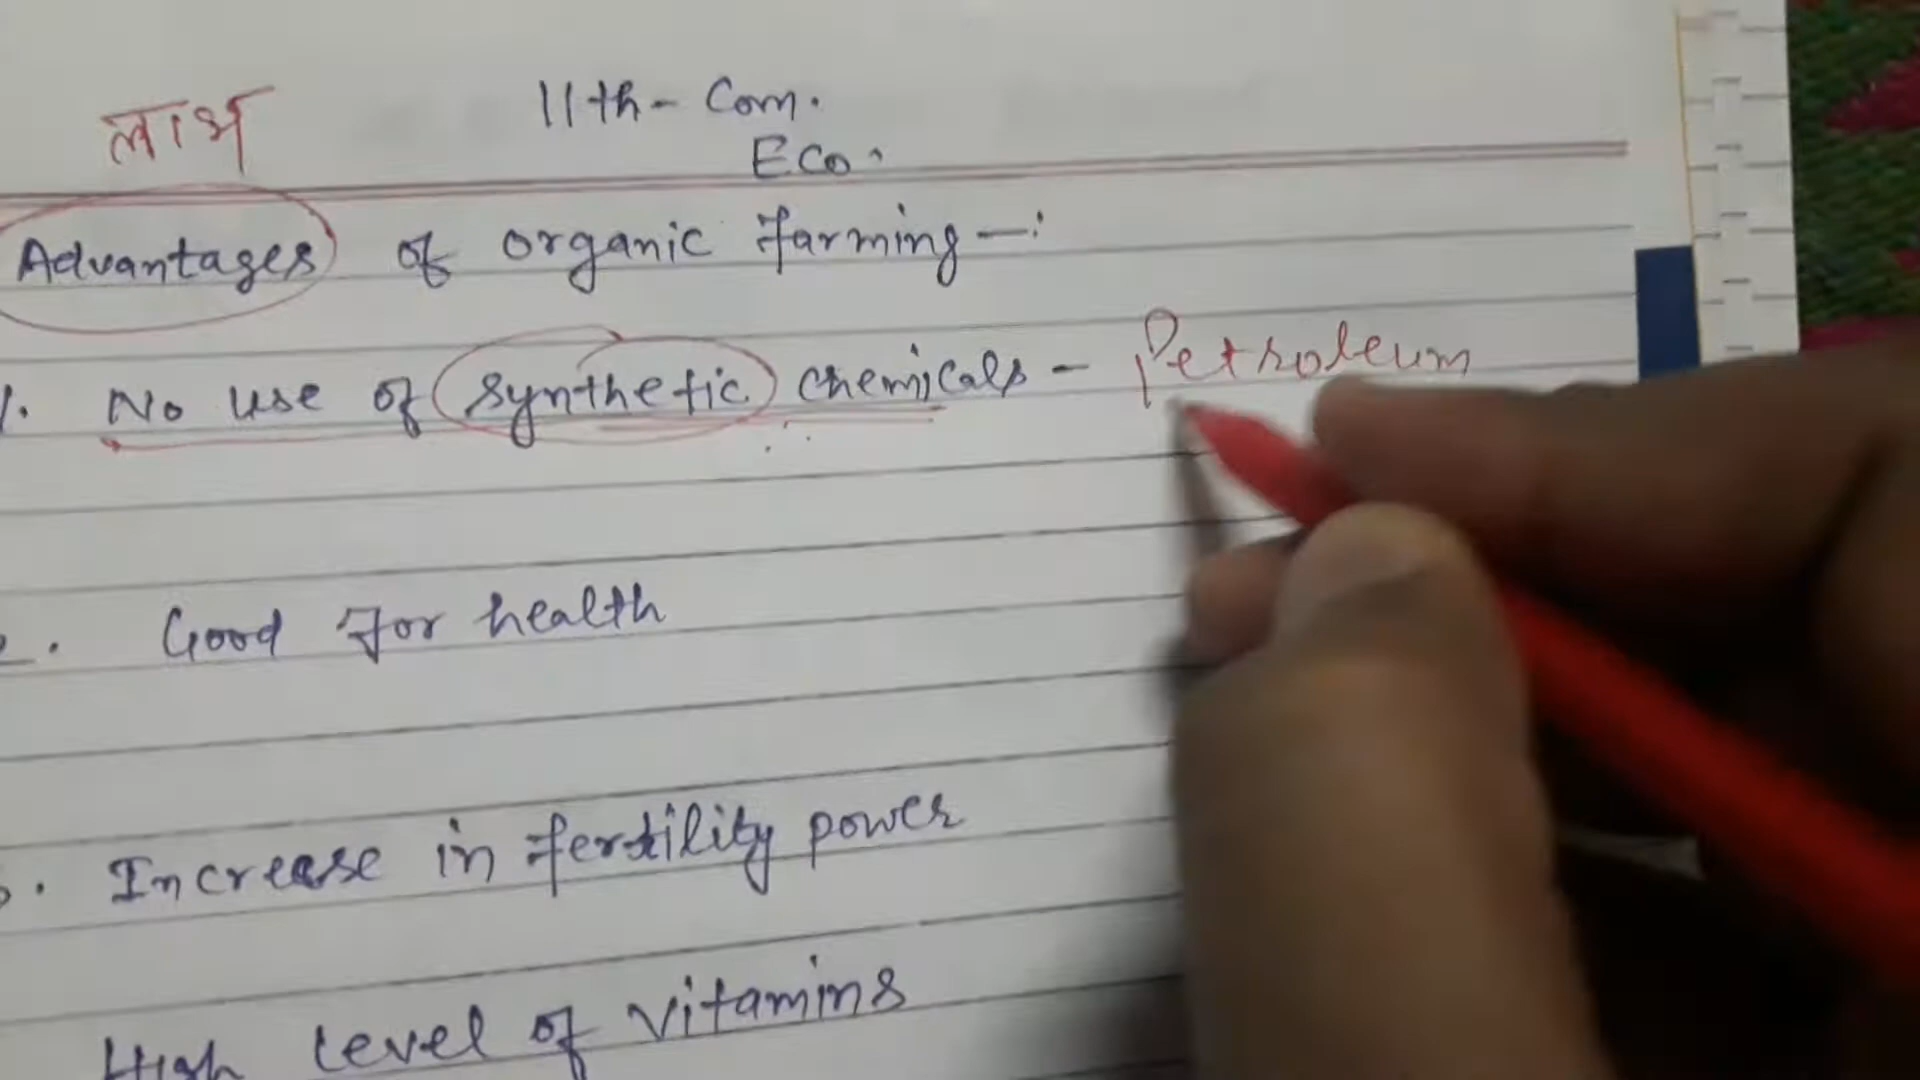 लाभ 11th - Com.
Eco.
Advantages of organic farming -:
1. No use of synthetic chemicals - Petroleum
2. Good for health
3. Increase in fertility power
High level of vitamins